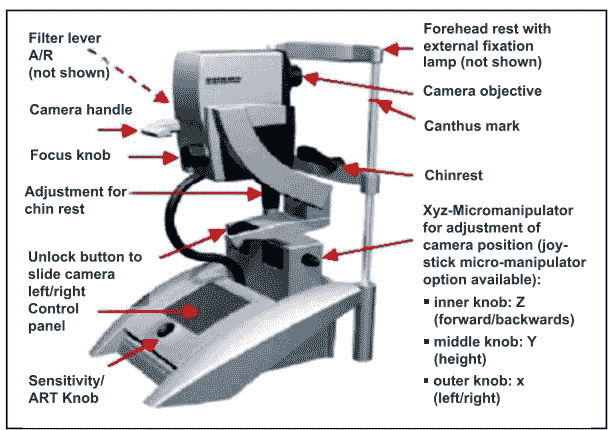 Filter lever
A/R
(not shown)
Camera handle
Focus knob
Adjustment for
chin rest
Unlock button to
slide camera
left/right
Control
panel
Sensitivity/
ART Knob
Forehead rest with
external fixation
lamp (not shown)
Camera objective
Canthus mark
Chinrest
Xyz-Micromanipulator
for adjustment of
camera position (joy-
stick micro-manipulator
option available):
▪ inner knob: Z
(forward/backwards)
▪ middle knob: Y
(height)
▪ outer knob: x
(left/right)